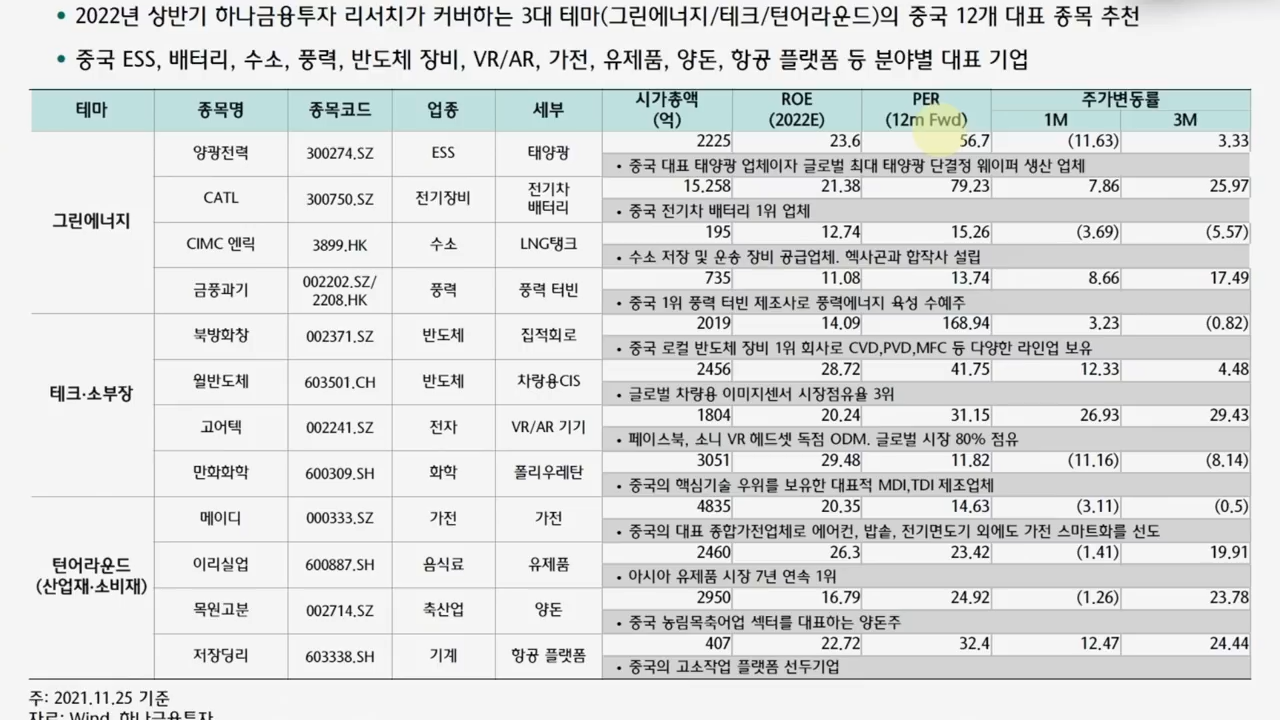 • 2022년 상반기 하나금융투자 리서치가 커버하는 3대 테마(그린에너지/테크/턴어라운드)의 중국 12개 대표 종목 추천
• 중국 ESS, 배터리, 수소, 풍력, 반도체 장비, VR/AR, 가전, 유제품, 양돈, 항공 플랫폼 등 분야별 대표 기업
테마 종목명 종목코드 업종 세부 시가총액 (억) ROE (2022E) PER (12m Fwd) 주가변동률 1M 3M
그린에너지
양광전력 300274.SZ ESS 태양광 2225 23.6 56.7 (11.63) 3.33
• 중국 대표 태양광 업체이자 글로벌 최대 태양광 단결정 웨이퍼 생산 업체
CATL 300750.SZ 전기장비 전기차 배터리 15,258 21.38 79.23 7.86 25.97
• 중국 전기차 배터리 1위 업체
CIMC 엔릭 3899.HK 수소 LNG탱크 195 12.74 15.26 (3.69) (5.57)
• 수소 저장 및 운송 장비 공급업체. 헥사곤과 합작사 설립
금풍과기 002202.SZ/ 2208.HK 풍력 풍력 터빈 735 11.08 13.74 8.66 17.49
• 중국 1위 풍력 터빈 제조사로 풍력에너지 육성 수혜주
테크·소부장
북방화창 002371.SZ 반도체 집적회로 2019 14.09 168.94 3.23 (0.82)
• 중국 로컬 반도체 장비 1위 회사로 CVD,PVD,MFC 등 다양한 라인업 보유
윌반도체 603501.CH 반도체 차량용CIS 2456 28.72 41.75 12.33 4.48
• 글로벌 차량용 이미지센서 시장점유율 3위
고어텍 002241.SZ 전자 VR/AR 기기 1804 20.24 31.15 26.93 29.43
• 페이스북, 소니 VR 헤드셋 독점 ODM. 글로벌 시장 80% 점유
만화화학 600309.SH 화학 폴리우레탄 3051 29.48 11.82 (11.16) (8.14)
• 중국의 핵심기술 우위를 보유한 대표적 MDI,TDI 제조업체
턴어라운드
(산업재·소비재)
메이디 000333.SZ 가전 가전 4835 20.35 14.63 (3.11) (0.5)
• 중국의 대표 종합가전업체로 에어컨, 밥솥, 전기면도기 외에도 가전 스마트화를 선도
이리실업 600887.SH 음식료 유제품 2460 26.3 23.42 (1.41) 19.91
• 아시아 유제품 시장 7년 연속 1위
목원고분 002714.SZ 축산업 양돈 2950 16.79 24.92 (1.26) 23.78
• 중국 농림목축어업 섹터를 대표하는 양돈주
저장딩리 603338.SH 기계 항공 플랫폼 407 22.72 32.4 12.47 24.44
• 중국의 고소작업 플랫폼 선두기업
주: 2021.11.25 기준
자료: Wind, 하나금융투자